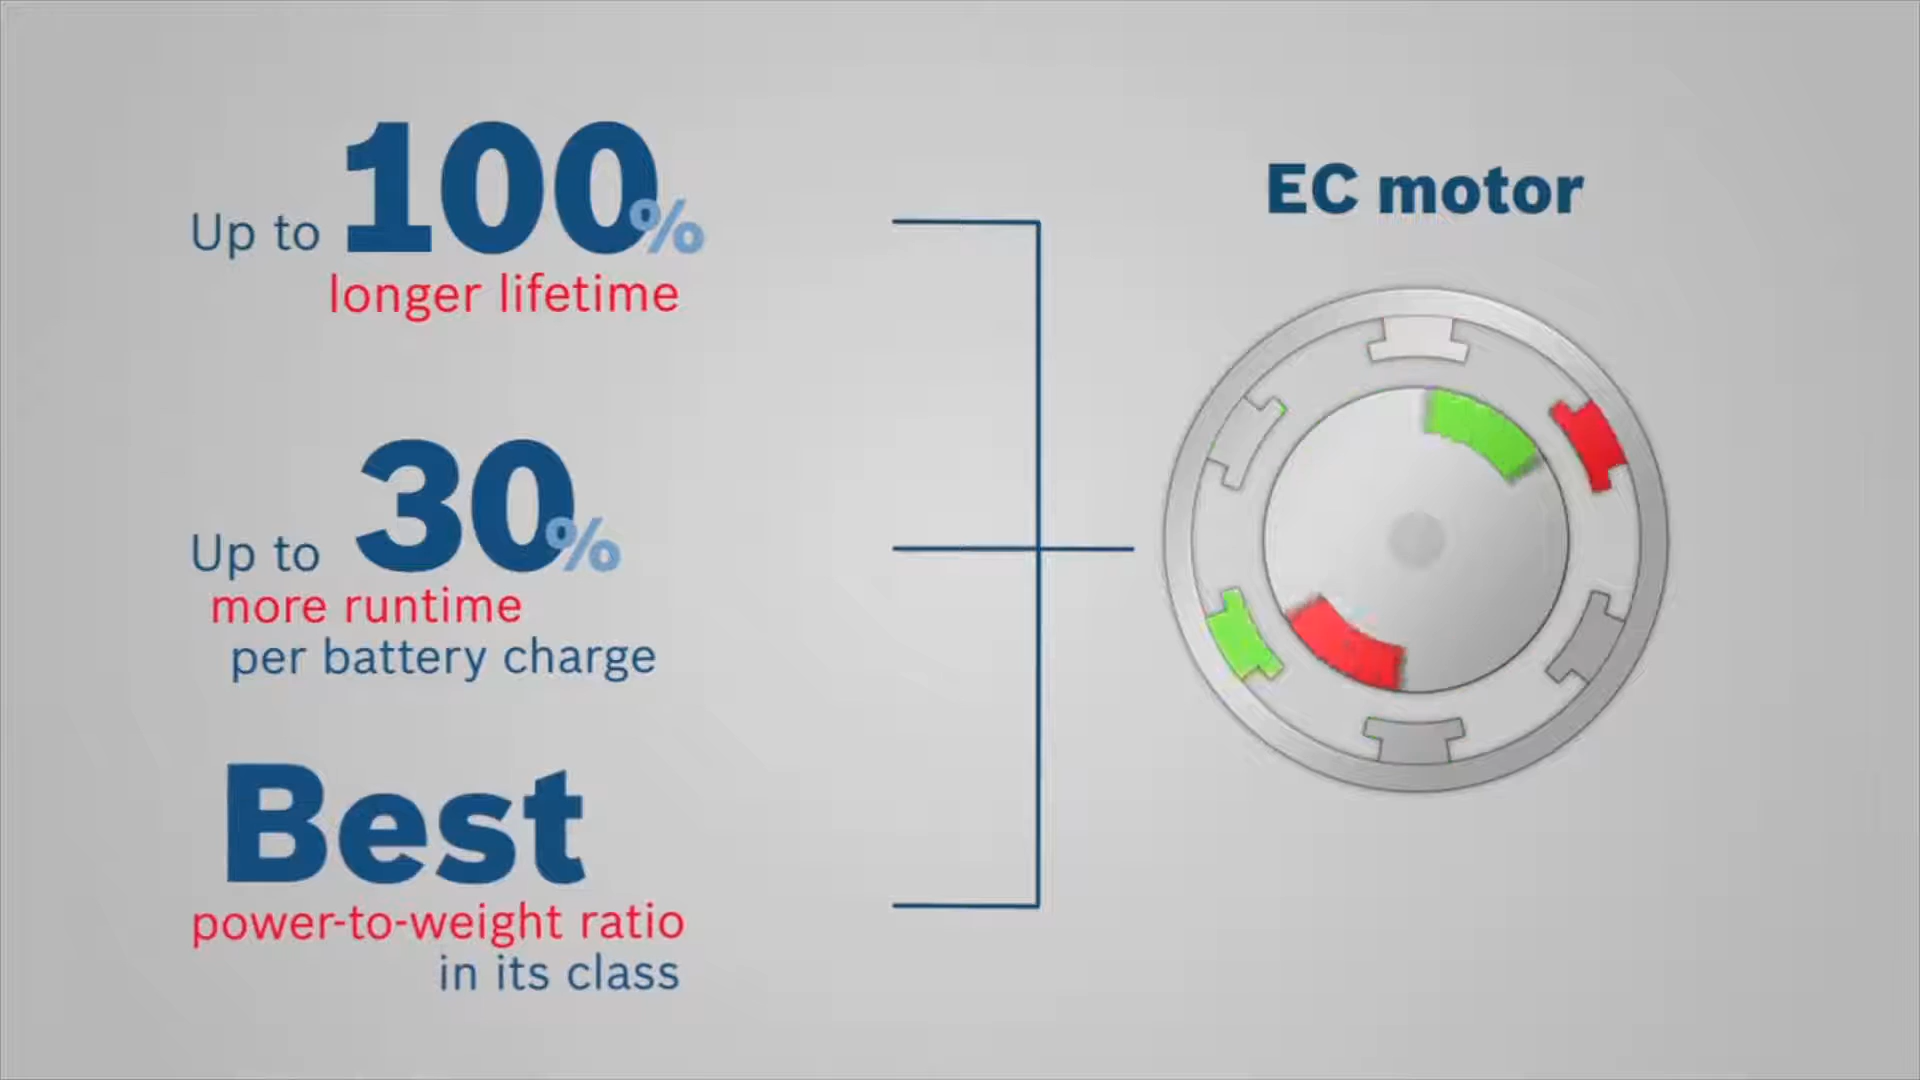 Up to 100%
longer lifetime
Up to 30%
more runtime
per battery charge
Best
power-to-weight ratio
in its class
EC motor